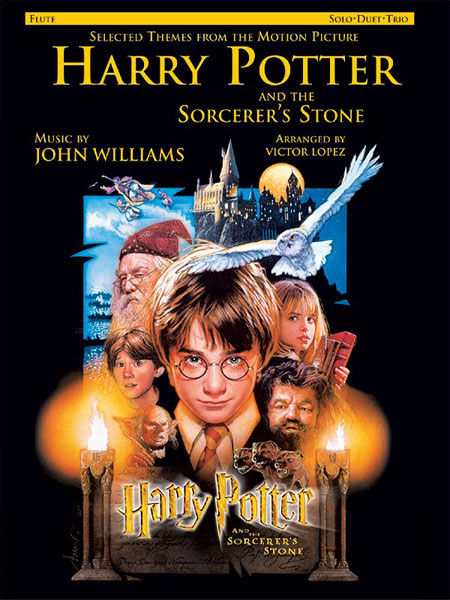 FLUTE
SOLO•DUET•TRIO
SELECTED THEMES FROM THE MOTION PICTURE
HARRY POTTER
AND THE
SORCERER'S STONE
MUSIC BY
JOHN WILLIAMS
ARRANGED BY
VICTOR LOPEZ
Harry Potter
AND THE
SORCERER'S STONE